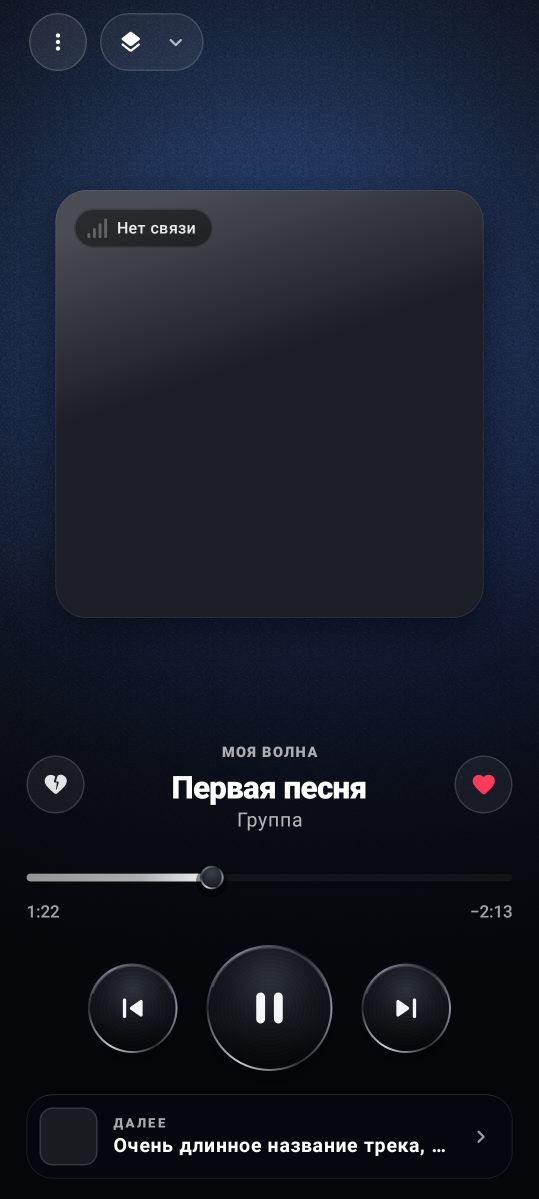 Нет связи
МОЯ ВОЛНА
Первая песня
Группа
1:22
−2:13
ДАЛЕЕ
Очень длинное название трека, …